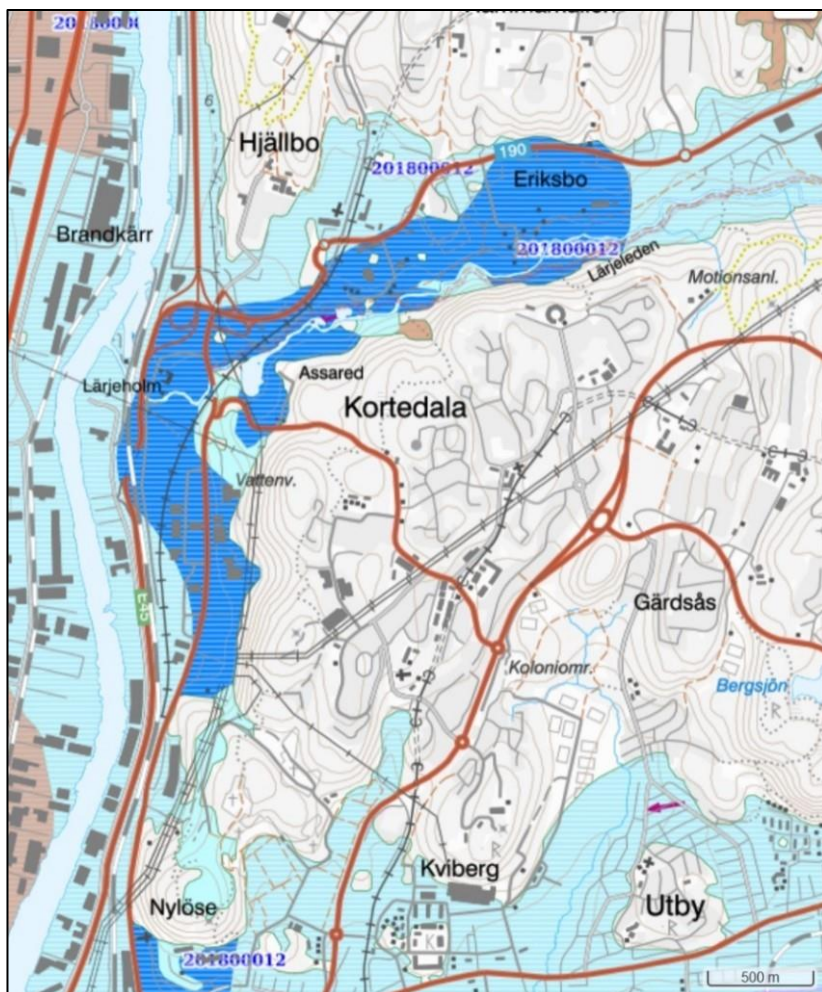 6
Hjällbo
201800012
190
Eriksbo
Brandkärr
201800012
Lärjeleden
Motionsanl.
Lärjeholm
Assared
Kortedala
Vattenv.
E45
Gärdsås
Koloniomr.
Bergsjön
R
R
Kviberg
Utby
R
Nylöse
K
201800012
500 m